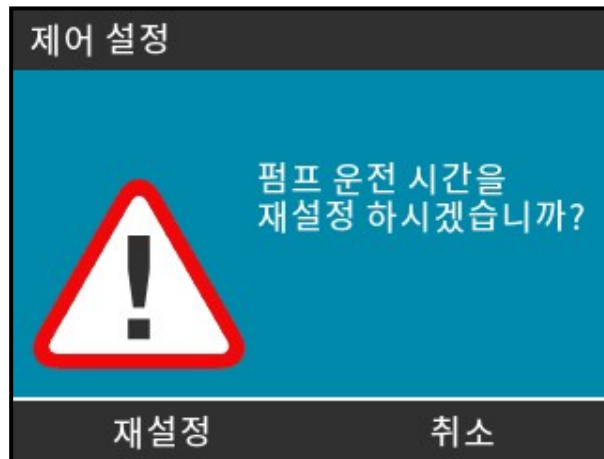 제어 설정
펌프 운전 시간을
재설정 하시겠습니까?
!
재설정
취소